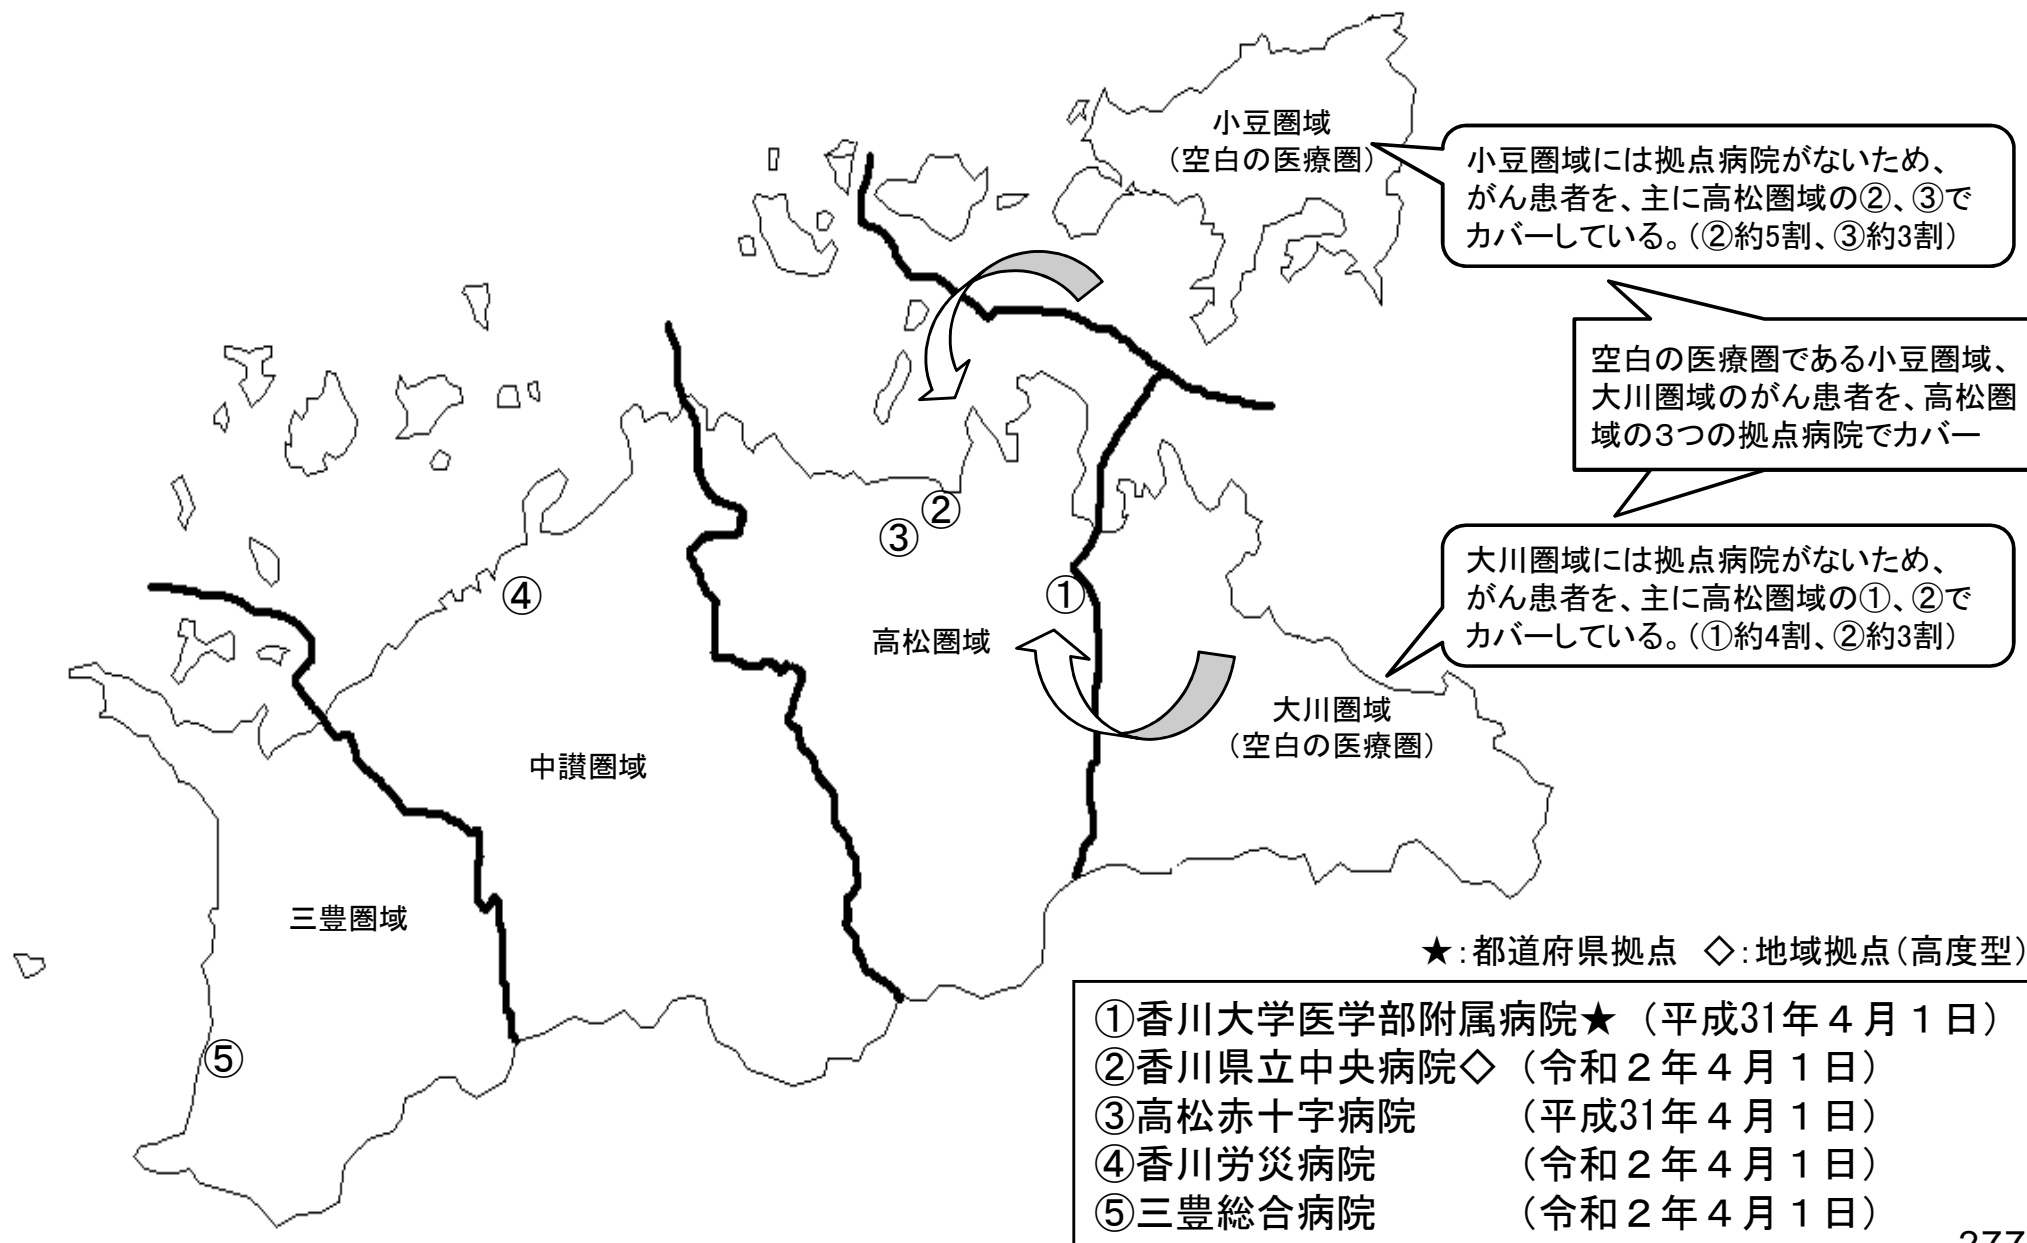 小豆圏域
（空白の医療圏）
小豆圏域には拠点病院がないため、
がん患者を、主に高松圏域の②、③で
カバーしている。（②約5割、③約3割）
空白の医療圏である小豆圏域、
大川圏域のがん患者を、高松圏
域の３つの拠点病院でカバー
②
③
④
①
大川圏域には拠点病院がないため、
がん患者を、主に高松圏域の①、②で
カバーしている。（①約4割、②約3割）
高松圏域
大川圏域
（空白の医療圏）
中讃圏域
三豊圏域
⑤
★：都道府県拠点　◇：地域拠点（高度型）
①香川大学医学部附属病院★（平成31年４月１日）
②香川県立中央病院◇（令和２年４月１日）
③高松赤十字病院　（平成31年４月１日）
④香川労災病院　（令和２年４月１日）
⑤三豊総合病院　（令和２年４月１日）
277